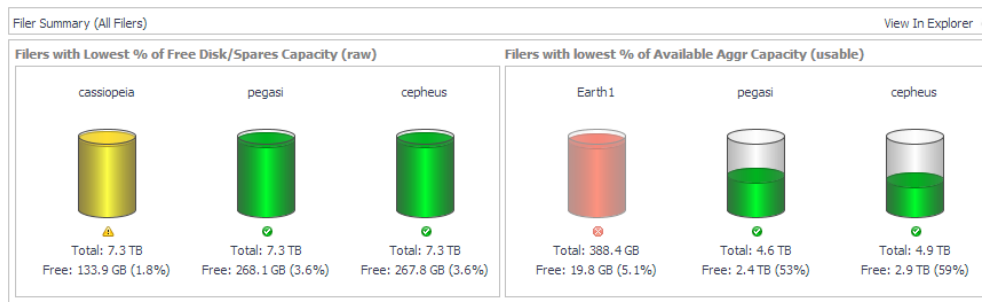 Filer Summary (All Filers)
View In Explorer
Filers with Lowest % of Free Disk/Spares Capacity (raw)
cassiopeia
pegasi
cepheus
Total: 7.3 TB
Total: 7.3 TB
Total: 7.3 TB
Free: 133.9 GB (1.8%)
Free: 268.1 GB (3.6%)
Free: 267.8 GB (3.6%)
Filers with lowest % of Available Aggr Capacity (usable)
Earth1
pegasi
cepheus
Total: 388.4 GB
Total: 4.6 TB
Total: 4.9 TB
Free: 19.8 GB (5.1%)
Free: 2.4 TB (53%)
Free: 2.9 TB (59%)